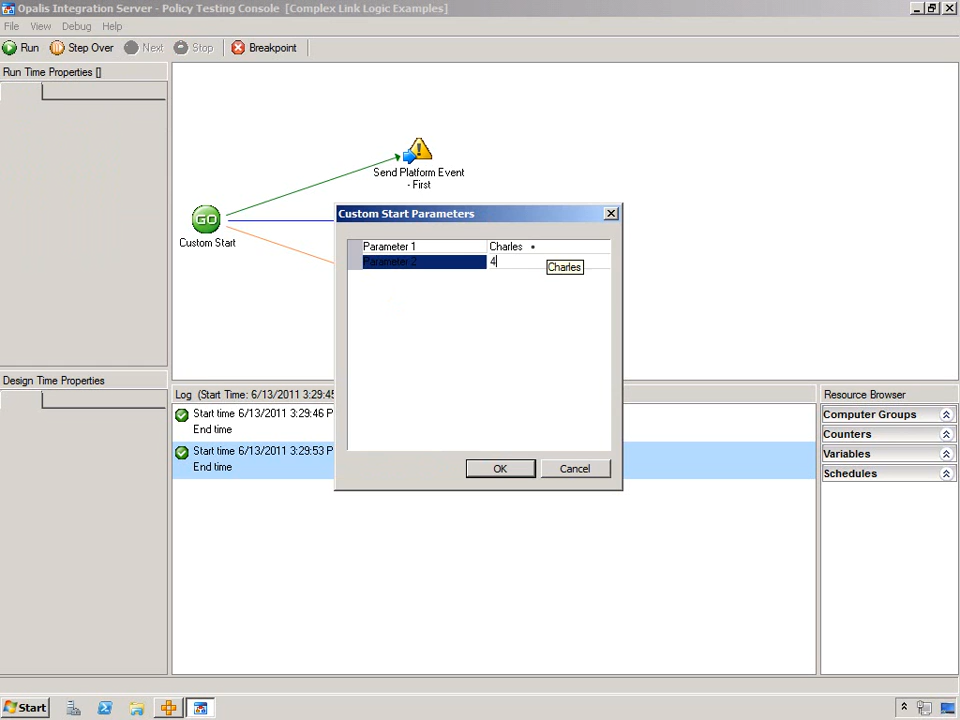 Opalis Integration Server - Policy Testing Console  [Complex Link Logic Examples]
File View Debug Help
Run Step Over Next Stop Breakpoint
Run Time Properties []
Send Platform Event
- First
GO
Custom Start
Custom Start Parameters
Parameter 1 Charles
Parameter 2 4
Charles
OK Cancel
Design Time Properties
Log (Start Time: 6/13/2011 3:29:45
Start time 6/13/2011 3:29:46 P
End time
Start time 6/13/2011 3:29:53 P
End time
Resource Browser
Computer Groups
Counters
Variables
Schedules
Start